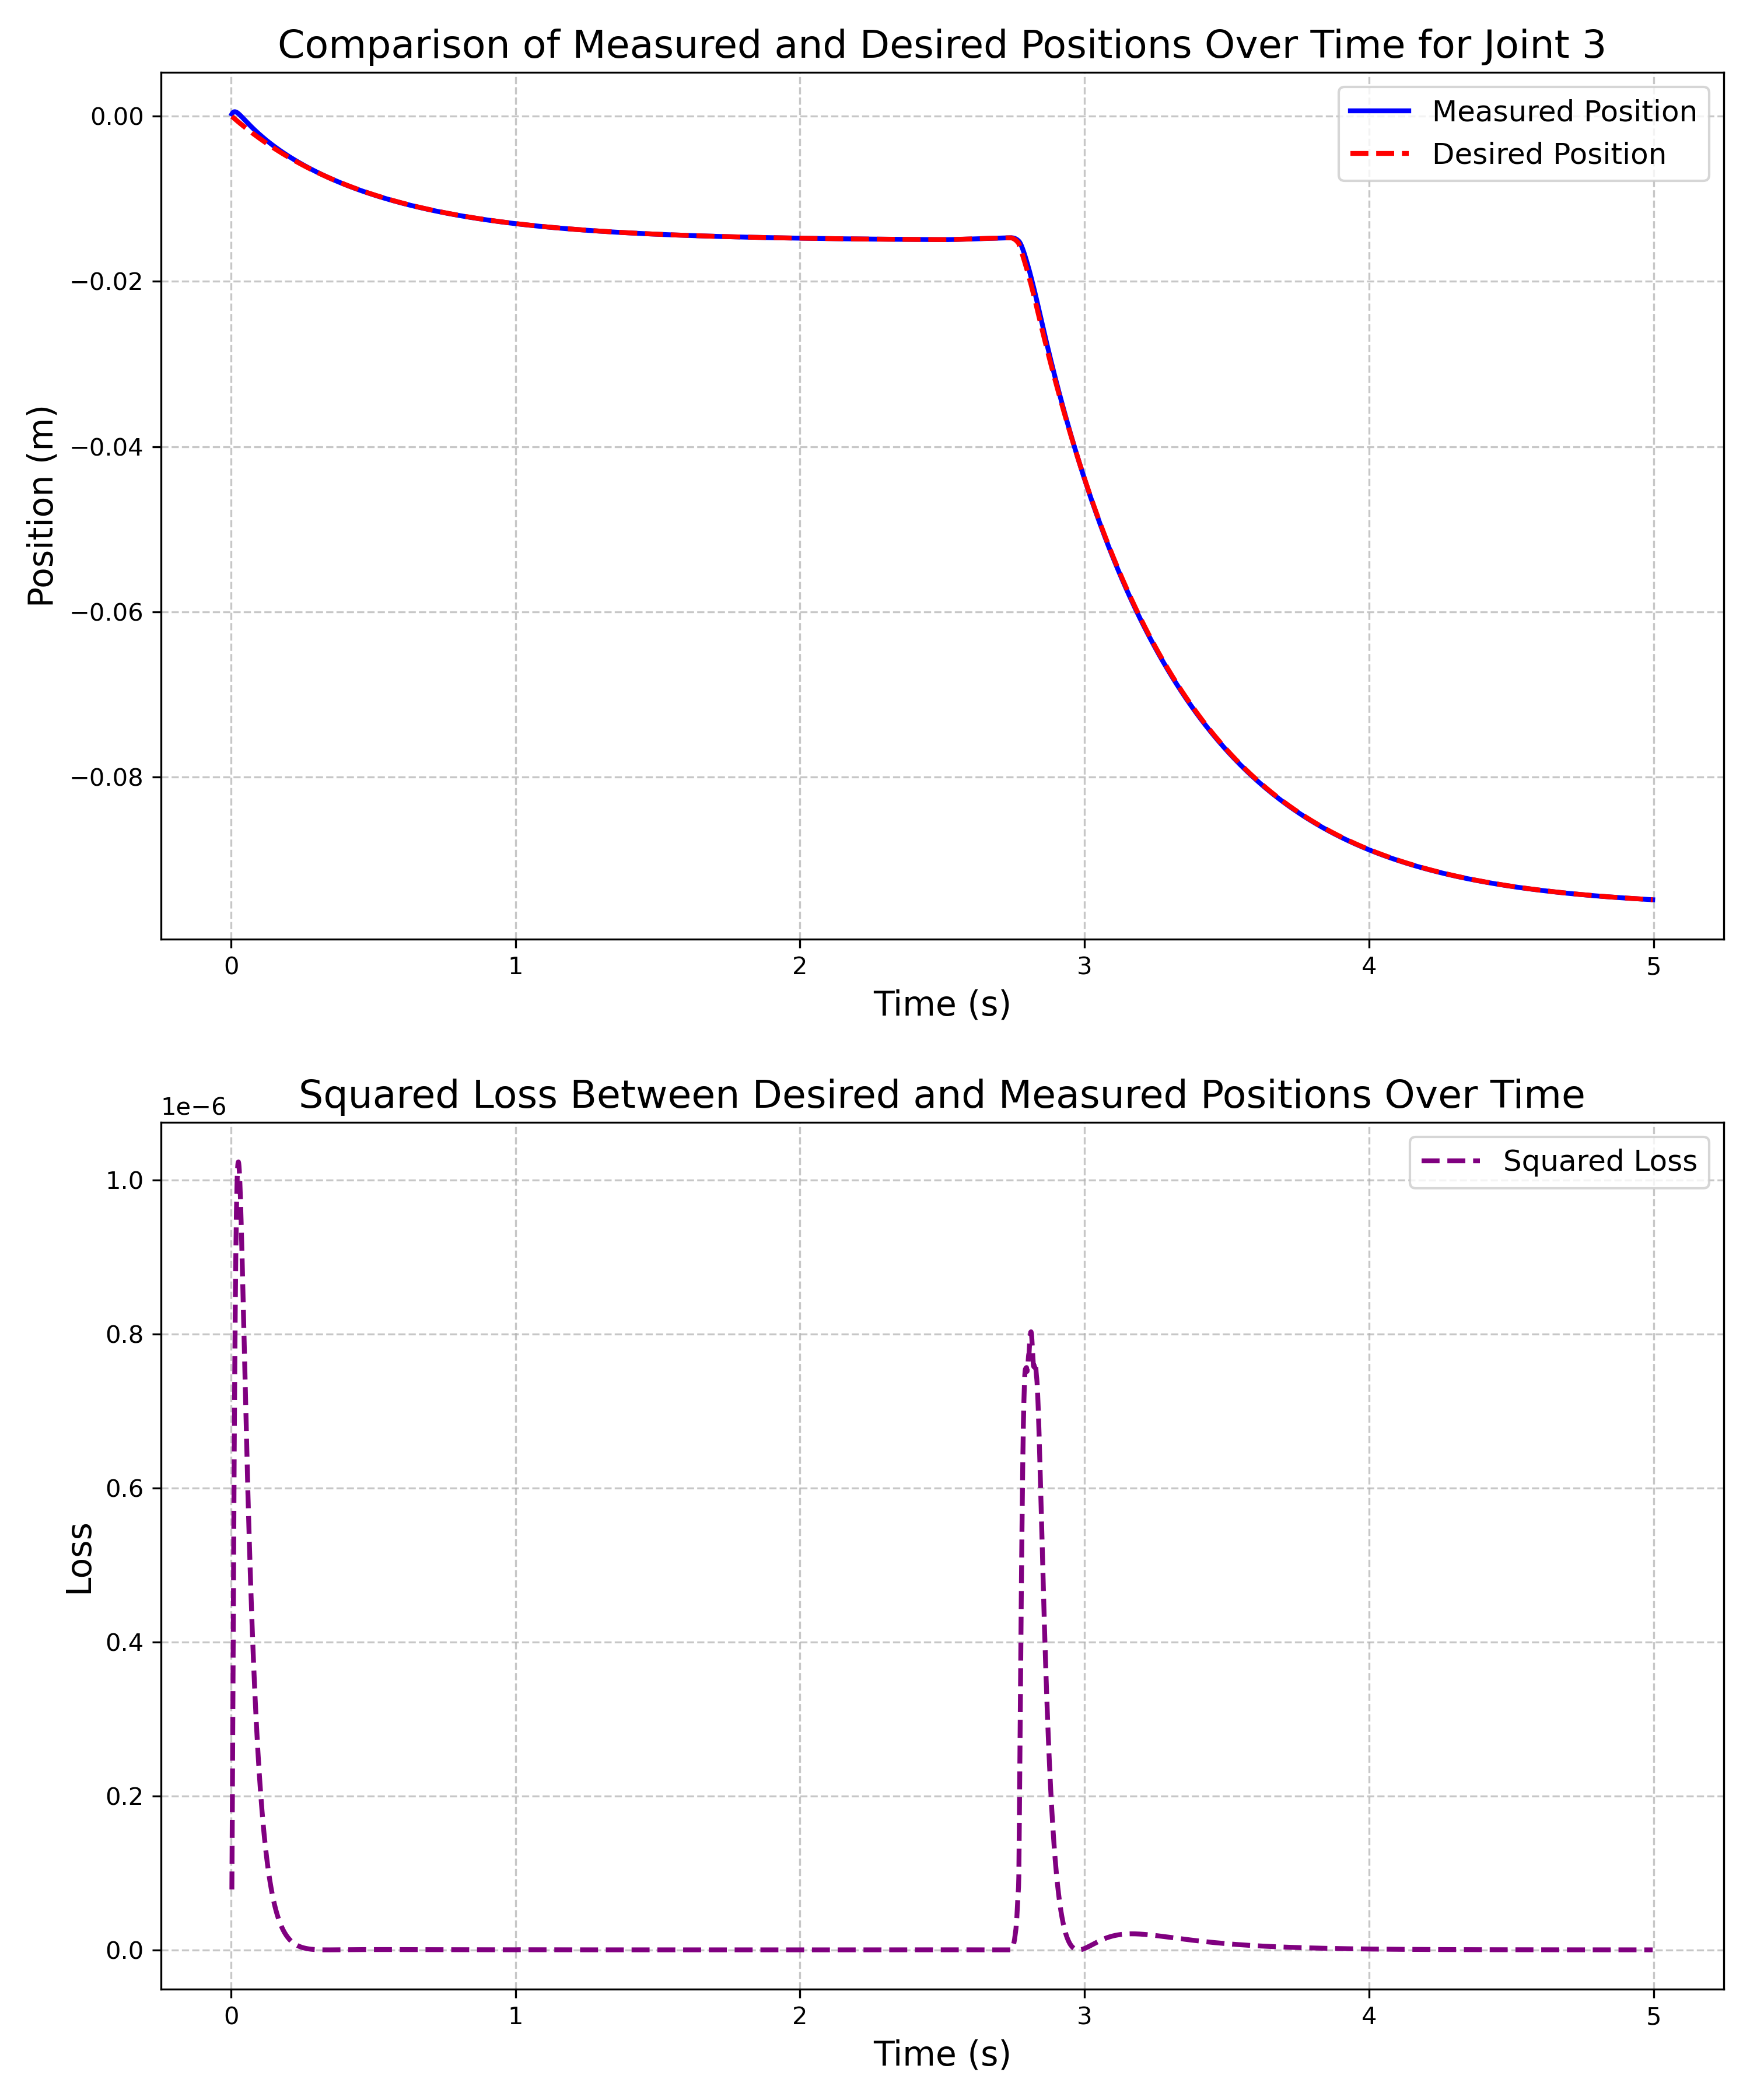 Comparison of Measured and Desired Positions Over Time for Joint 3
Measured Position
Desired Position
0.00
−0.02
−0.04
−0.06
−0.08
Position (m)
0 1 2 3 4 5
Time (s)
Squared Loss Between Desired and Measured Positions Over Time
1e−6
Squared Loss
1.0
0.8
0.6
0.4
0.2
0.0
Loss
0 1 2 3 4 5
Time (s)